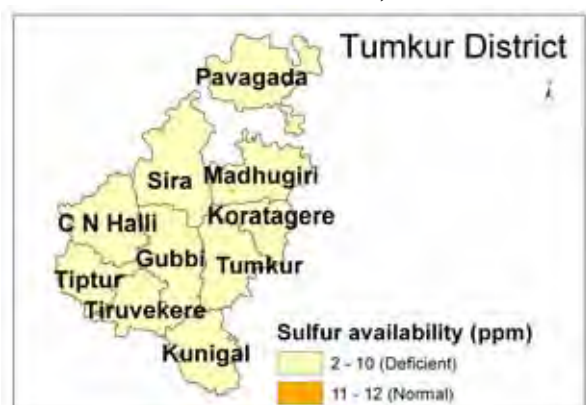 Tumkur District
Pavagada
Sira
Madhugiri
C N Halli
Koratagere
Gubbi
Tumkur
Tiptur
Tiruvekere
Kunigal
Sulfur availability (ppm)
2 - 10 (Deficient)
11 - 12 (Normal)